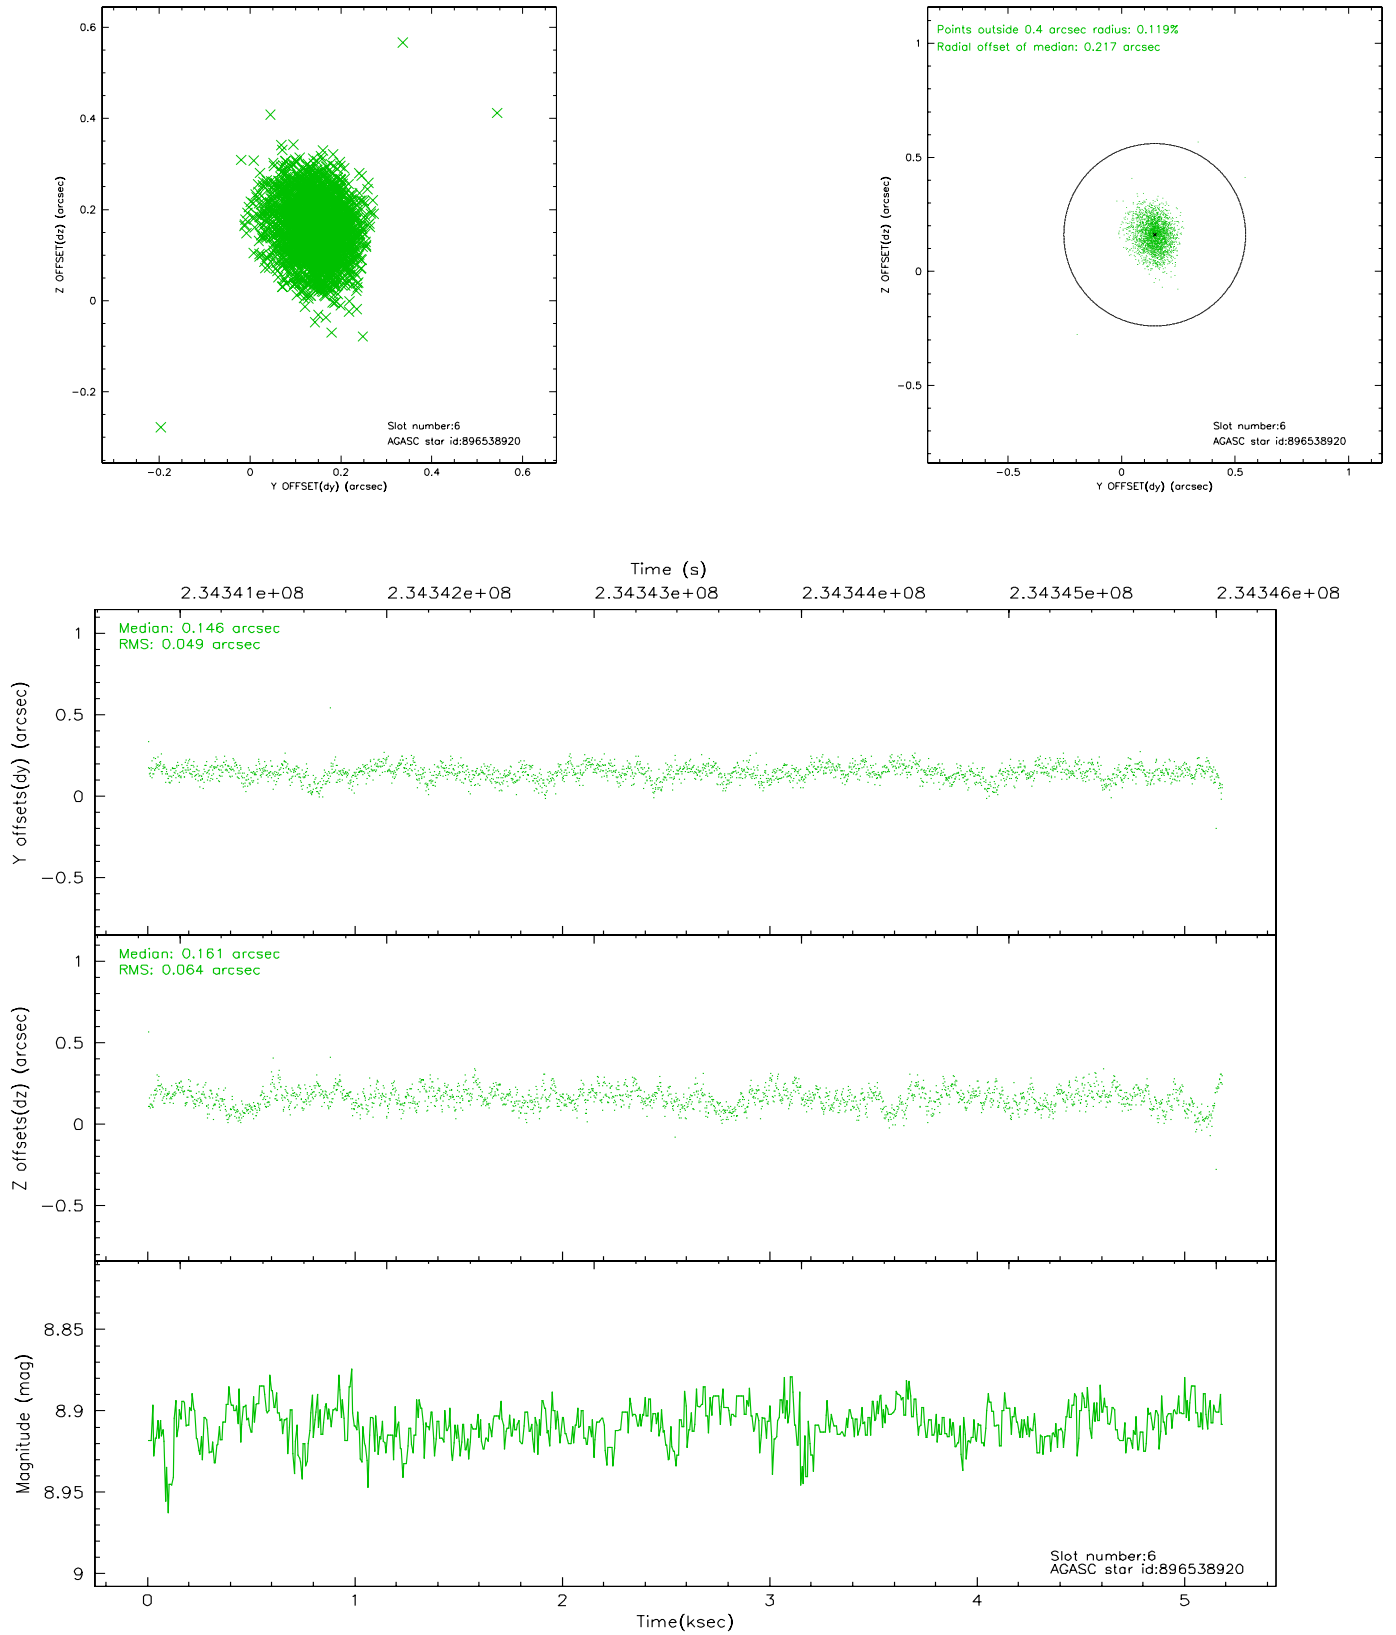 0.6
0.4
0.2
0
−0.2
Z OFFSET(dz) (arcsec)
Slot number:6
AGASC star id:896538920
−0.2 0 0.2 0.4 0.6
Y OFFSET(dy) (arcsec)
Points outside 0.4 arcsec radius: 0.119%
Radial offset of median: 0.217 arcsec
1
0.5
0
−0.5
Z OFFSET(dz) (arcsec)
Slot number:6
AGASC star id:896538920
−0.5 0 0.5 1
Y OFFSET(dy) (arcsec)
Time (s)
2.34341e+08 2.34342e+08 2.34343e+08 2.34344e+08 2.34345e+08 2.34346e+08
Median: 0.146 arcsec
RMS: 0.049 arcsec
1
0.5
0
−0.5
Y offsets(dy) (arcsec)
Median: 0.161 arcsec
RMS: 0.064 arcsec
1
0.5
0
−0.5
Z offsets(dz) (arcsec)
8.85
8.9
8.95
9
Magnitude (mag)
Slot number:6
AGASC star id:896538920
0 1 2 3 4 5
Time(ksec)